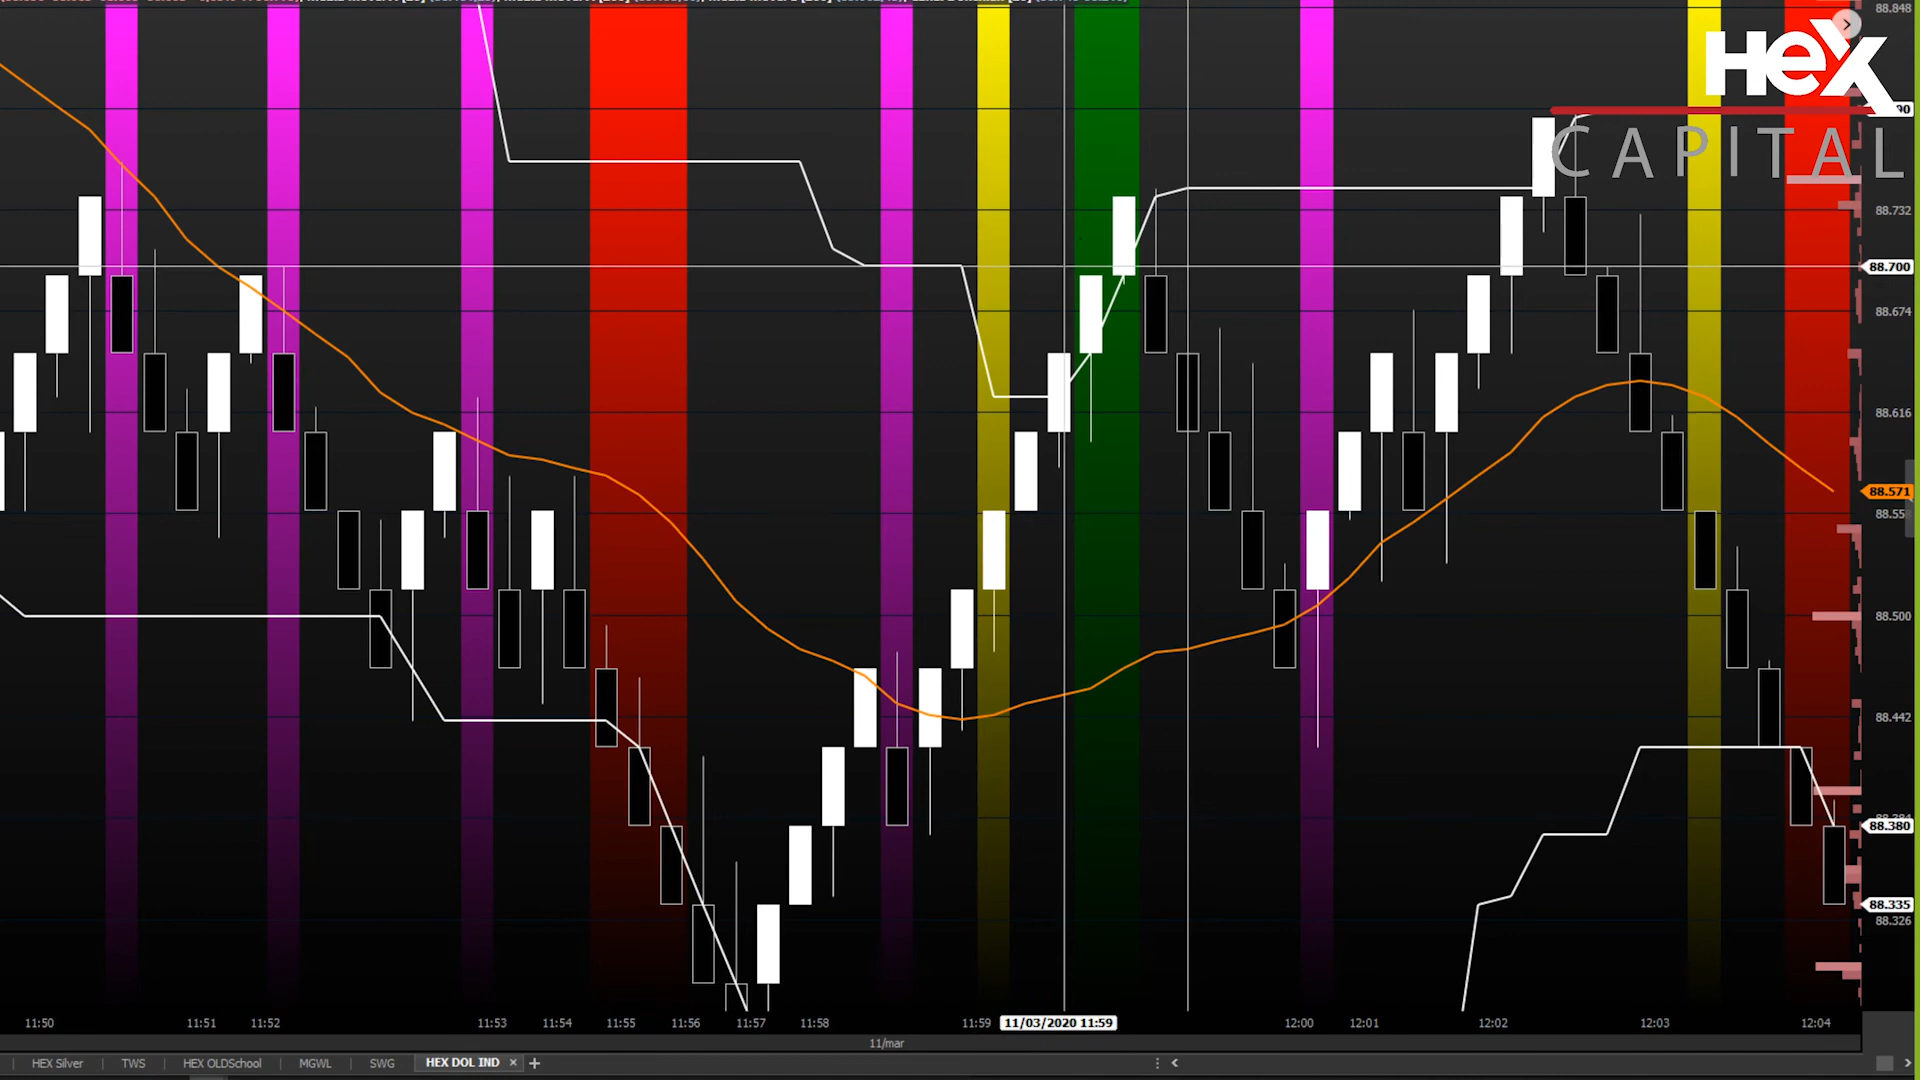 88.848
HEX
CAPITAL
90
88.732
88.700
88.674
88.616
88.571
88.55
88.500
88.442
88.380
88.335
88.326
11:50 11:51 11:52 11:53 11:54 11:55 11:56 11:57 11:58 11:59 11/03/2020 11:59 12:00 12:01 12:02 12:03 12:04
11/mar
HEX Silver TWS HEX OLDSchool MGWL SWG HEX DOL IND × +